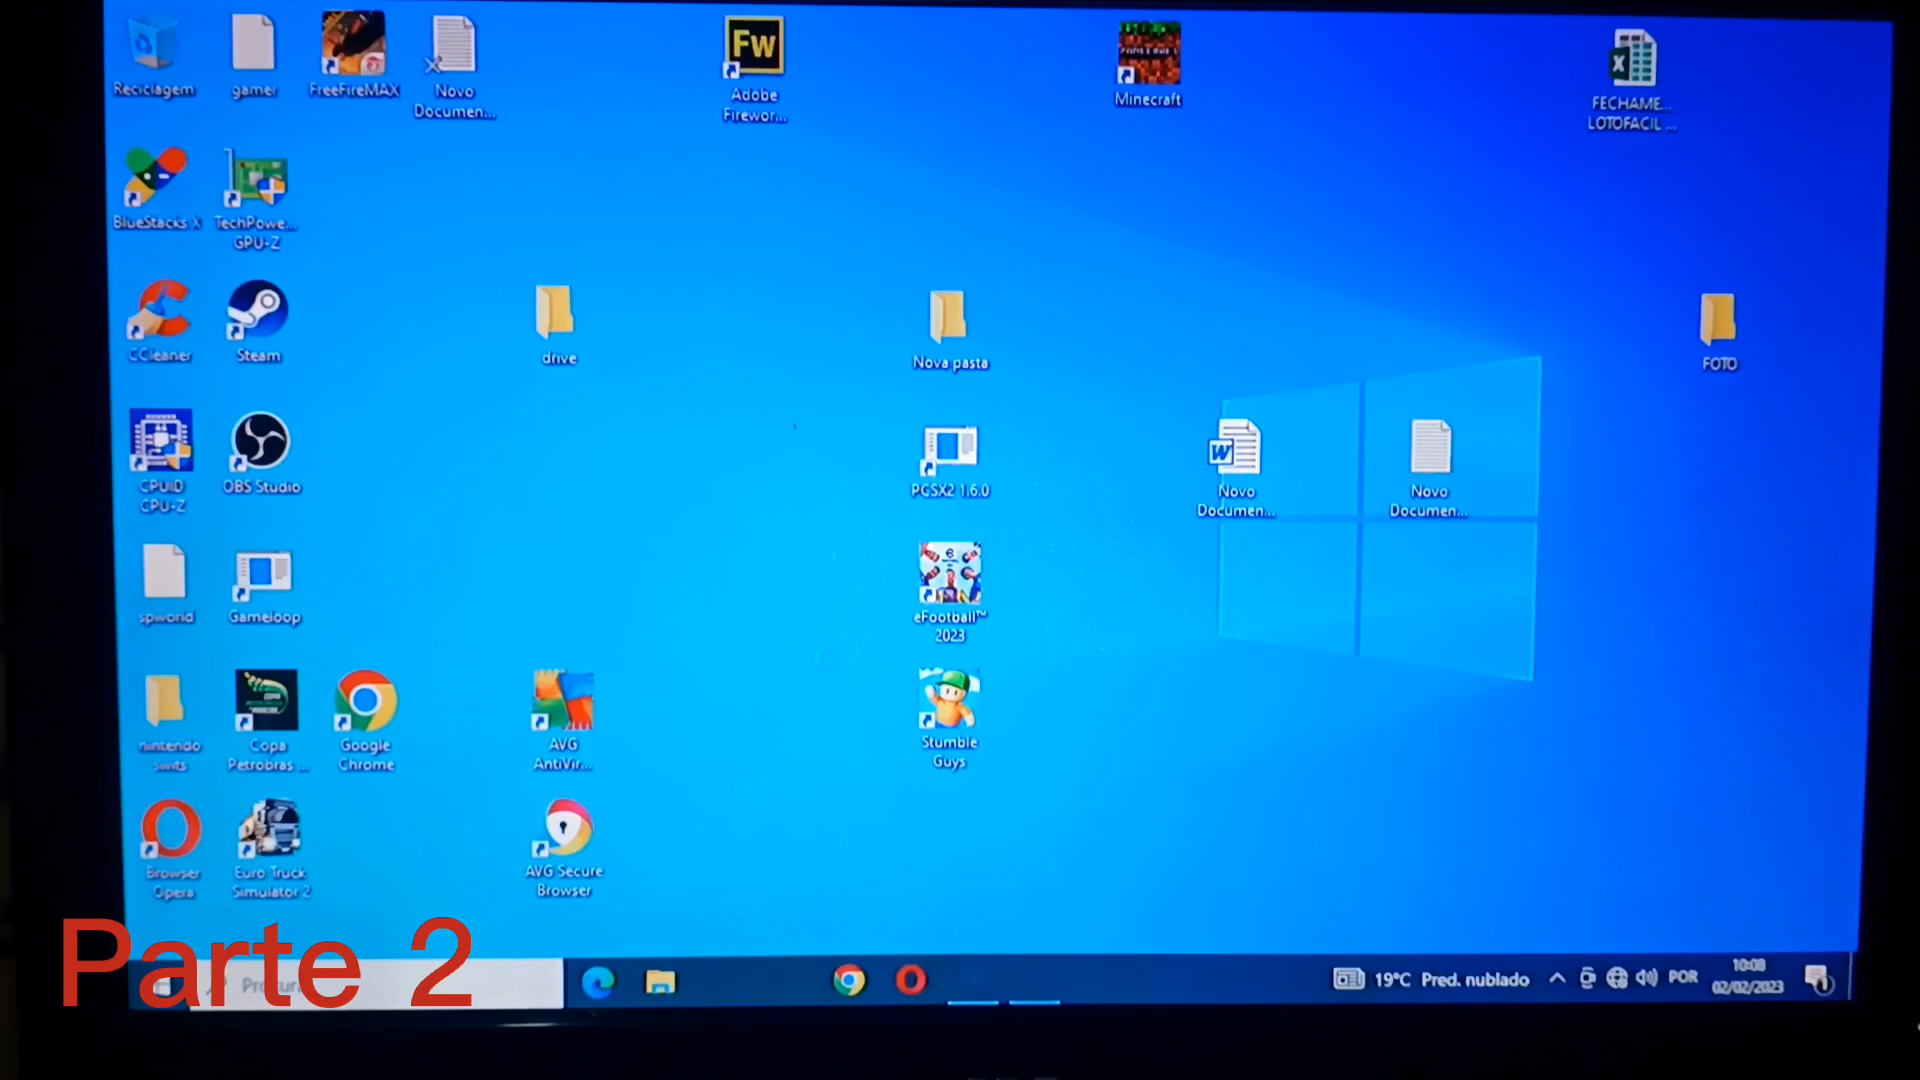 Reciclagem
gamer
FreeFireMAX
Novo
Documen...
Fw
Adobe
Firewor...
Minecraft
FECHAME...
LOTOFACIL ...
BlueStacks X
TechPowe...
GPU-Z
CCleaner
Steam
drive
Nova pasta
FOTO
CPUID
CPU-Z
OBS Studio
PCSX2 1.6.0
W
Novo
Documen...
Novo
Documen...
spworld
Gameloop
eFootball™
2023
nintendo
Copa
Petrobras ...
Google
Chrome
AVG
AntiVir...
Stumble
Guys
Browser
Opera
Euro Truck
Simulator 2
AVG Secure
Browser
Parte 2
19°C Pred. nublado
POR
10:08
02/02/2023
1